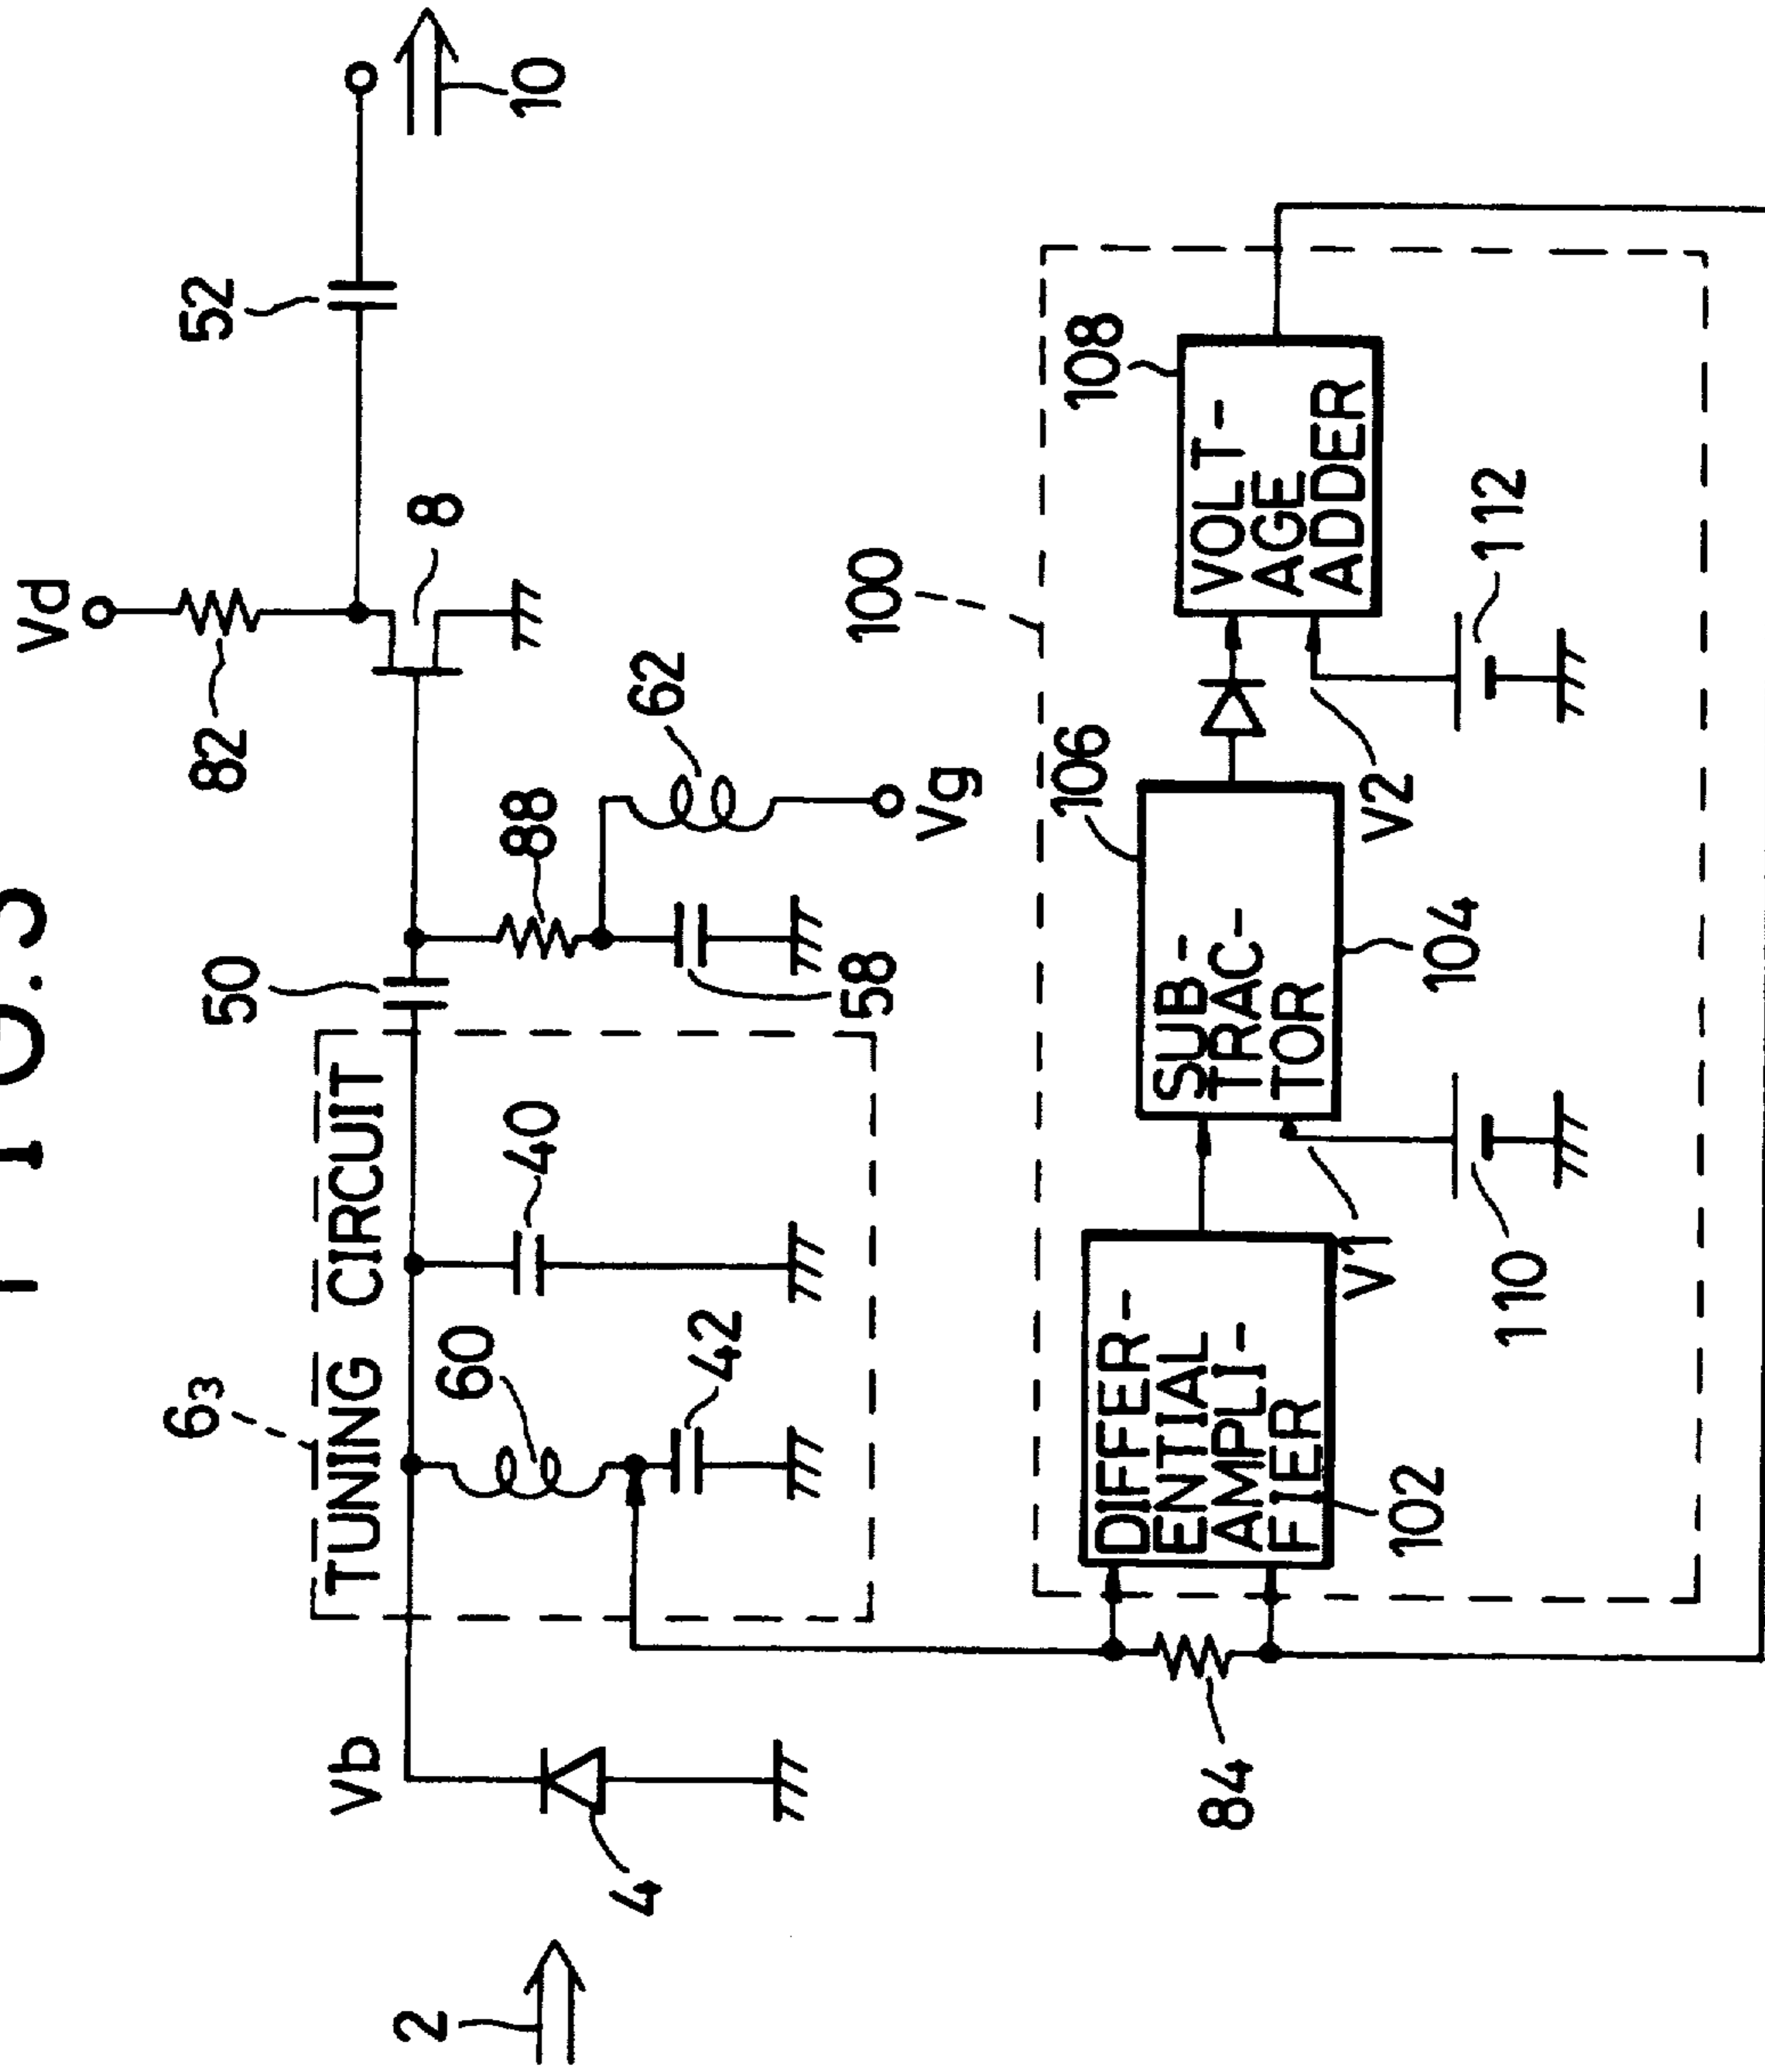 Vd
6₃
50
82
52
Vb
TUNING CIRCUIT
2
60
8
40
88
10
4
62
42
58
100
Vg
106
108
DIFFER-
ENTIAL
AMPLI-
FIER
SUB-
TRAC-
TOR
VOLT-
AGE
ADDER
84
V1
V2
102
104
110
112